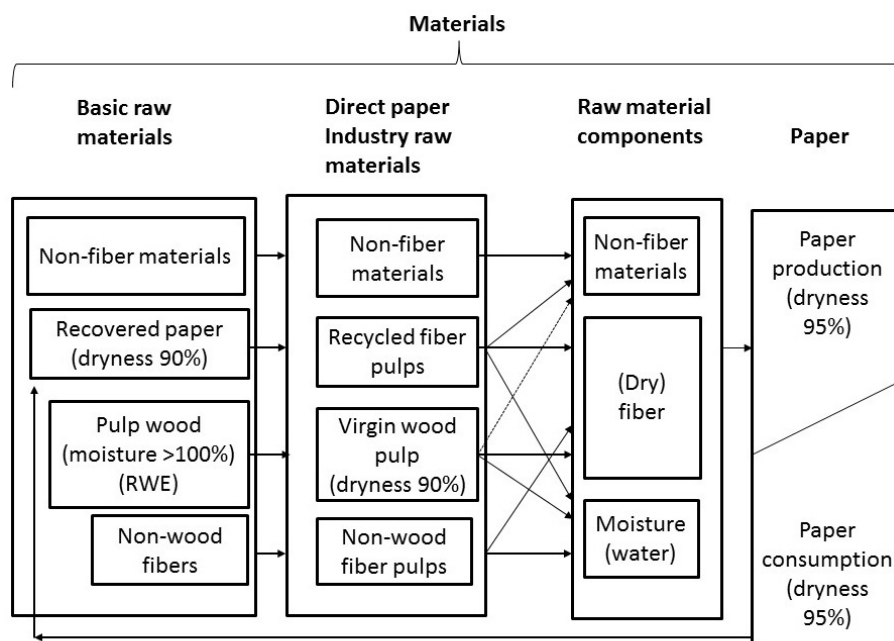 Materials
Basic raw
materials
Direct paper
Industry raw
materials
Raw material
components
Paper
Non-fiber materials
Recovered paper
(dryness 90%)
Pulp wood
(moisture >100%)
(RWE)
Non-wood
fibers
Non-fiber
materials
Recycled fiber
pulps
Virgin wood
pulp
(dryness 90%)
Non-wood
fiber pulps
Non-fiber
materials
(Dry)
fiber
Moisture
(water)
Paper
production
(dryness
95%)
Paper
consumption
(dryness
95%)